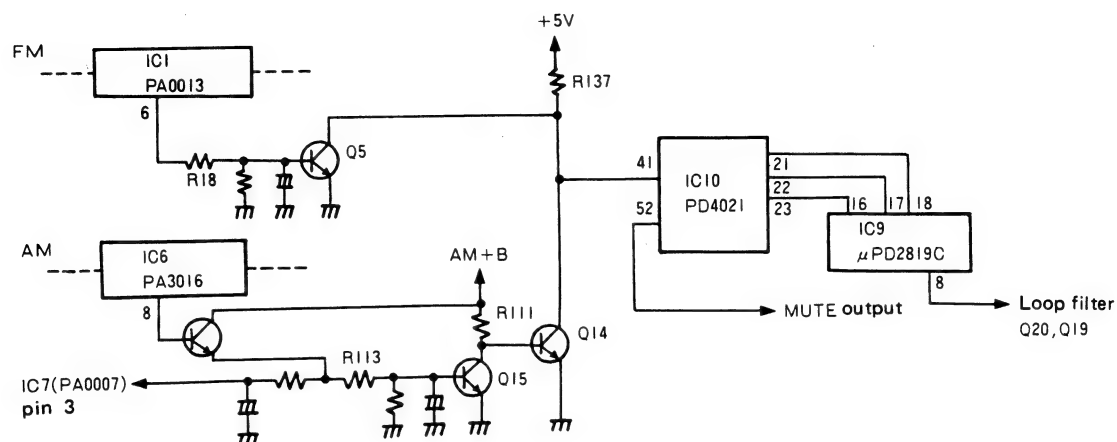 +5V
FM
IC1
PA0013
R137
6
Q5
R18
41
21
IC10
22
PD4021
23
52
16
17
18
IC9
μPD2819C
8
AM
IC6
PA3016
AM+B
8
R111
Q14
MUTE output
Loop filter
Q20, Q19
R113
Q15
IC7(PA0007)
pin 3